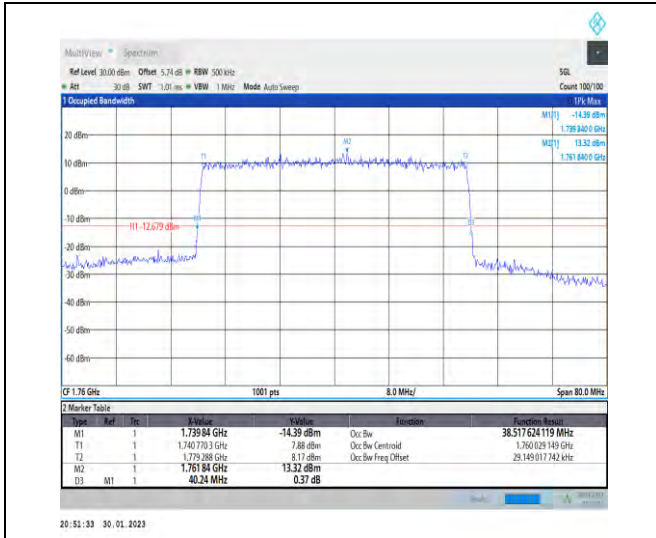 MultiView Spectrum
Ref Level 30.00 dBm Offset 5.74 dB RBW 500 kHz SGL
Att 30 dB SWT 1.01 ms VBW 1 MHz Mode Auto Sweep Count 100/100
1 Occupied Bandwidth 1Pk Max
M1[1] -14.39 dBm
1.739 840 0 GHz
M2[1] 13.32 dBm
1.761 840 0 GHz
20 dBm
M2
T1 T2
10 dBm
0 dBm
-10 dBm
H1 -12.679 dBm
-20 dBm
-40 dBm
-50 dBm
-60 dBm
CF 1.76 GHz 1001 pts 8.0 MHz/ Span 80.0 MHz
2 Marker Table
Type Ref Trc X-Value Y-Value Function Function Result
M1 1 1.739 84 GHz -14.39 dBm Occ Bw 38.517 624 119 MHz
T1 1 1.740 770 3 GHz 7.88 dBm Occ Bw Centroid 1.760 029 149 GHz
T2 1 1.779 288 GHz 8.17 dBm Occ Bw Freq Offset 29.149 017 742 kHz
M2 1 1.761 84 GHz 13.32 dBm
D3 M1 1 40.24 MHz 0.37 dB
20:51:33 30.01.2023